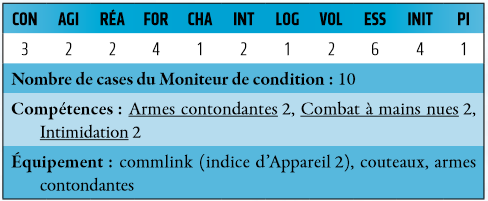 CON AGI RÉA FOR CHA INT LOG VOL ESS INIT PI
3 2 2 4 1 2 1 2 6 4 1
Nombre de cases du Moniteur de condition : 10
Compétences : Armes contondantes 2, Combat à mains nues 2,
Intimidation 2
Équipement : commlink (indice d’Appareil 2), couteaux, armes
contondantes